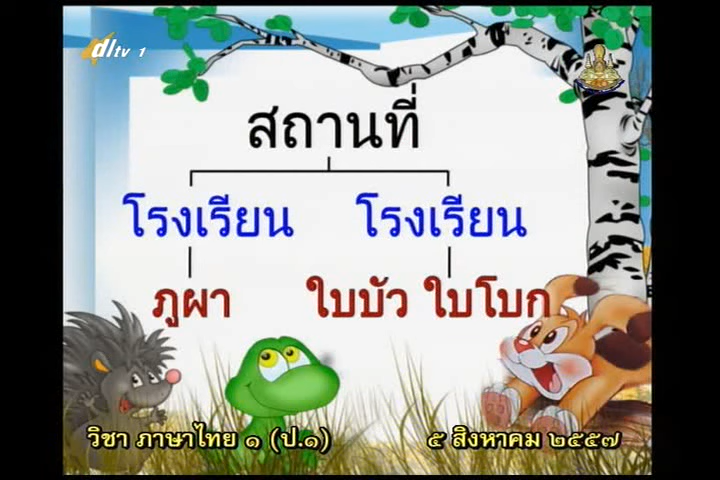 dltv 1
สถานที่
โรงเรียน โรงเรียน
ภูผา ใบบัว ใบโบก
วิชา ภาษาไทย ๑ (ป.๑) ๕ สิงหาคม ๒๕๕๗